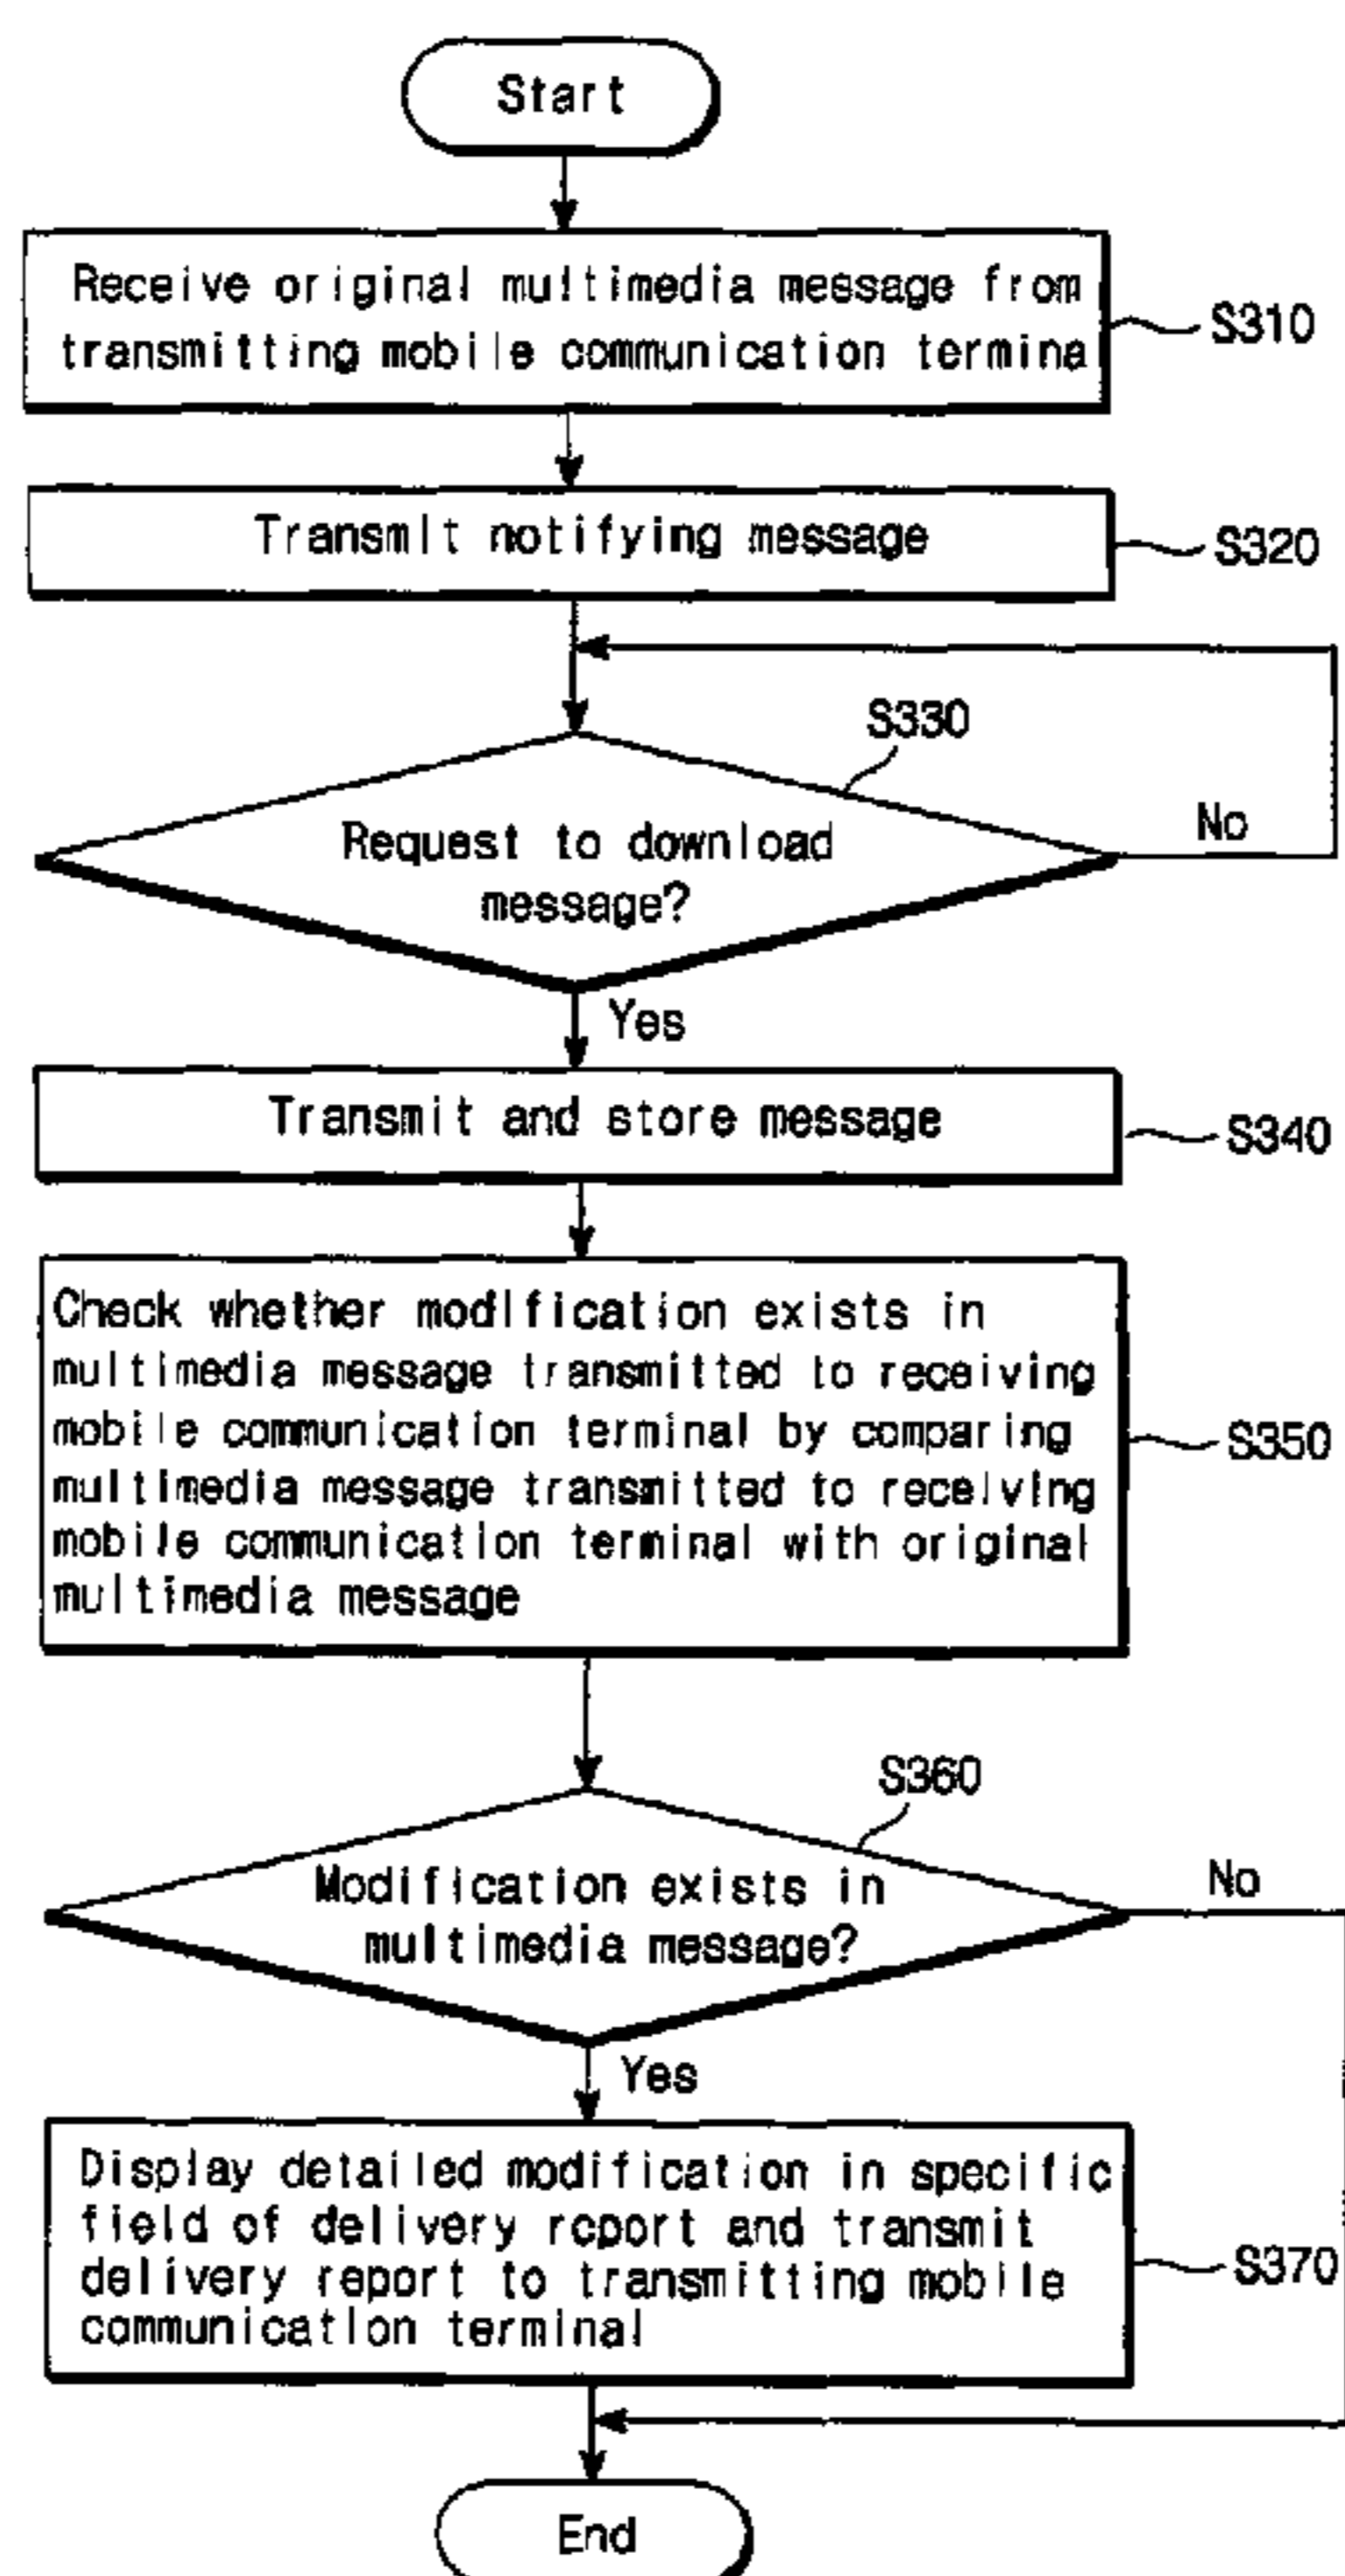 Start
Receive original multimedia message from
transmitting mobile communication termina
S310
Transmit notifying message
S320
S330
Request to download
message?
No
Yes
Transmit and store message
S340
Check whether modification exists in
multimedia message transmitted to receiving
mobile communication terminal by comparing
multimedia message transmitted to receiving
mobile communication terminal with original
multimedia message
S350
S360
Modification exists in
multimedia message?
No
Yes
Display detailed modification in specific
field of delivery report and transmit
delivery report to transmitting mobile
communication terminal
S370
End